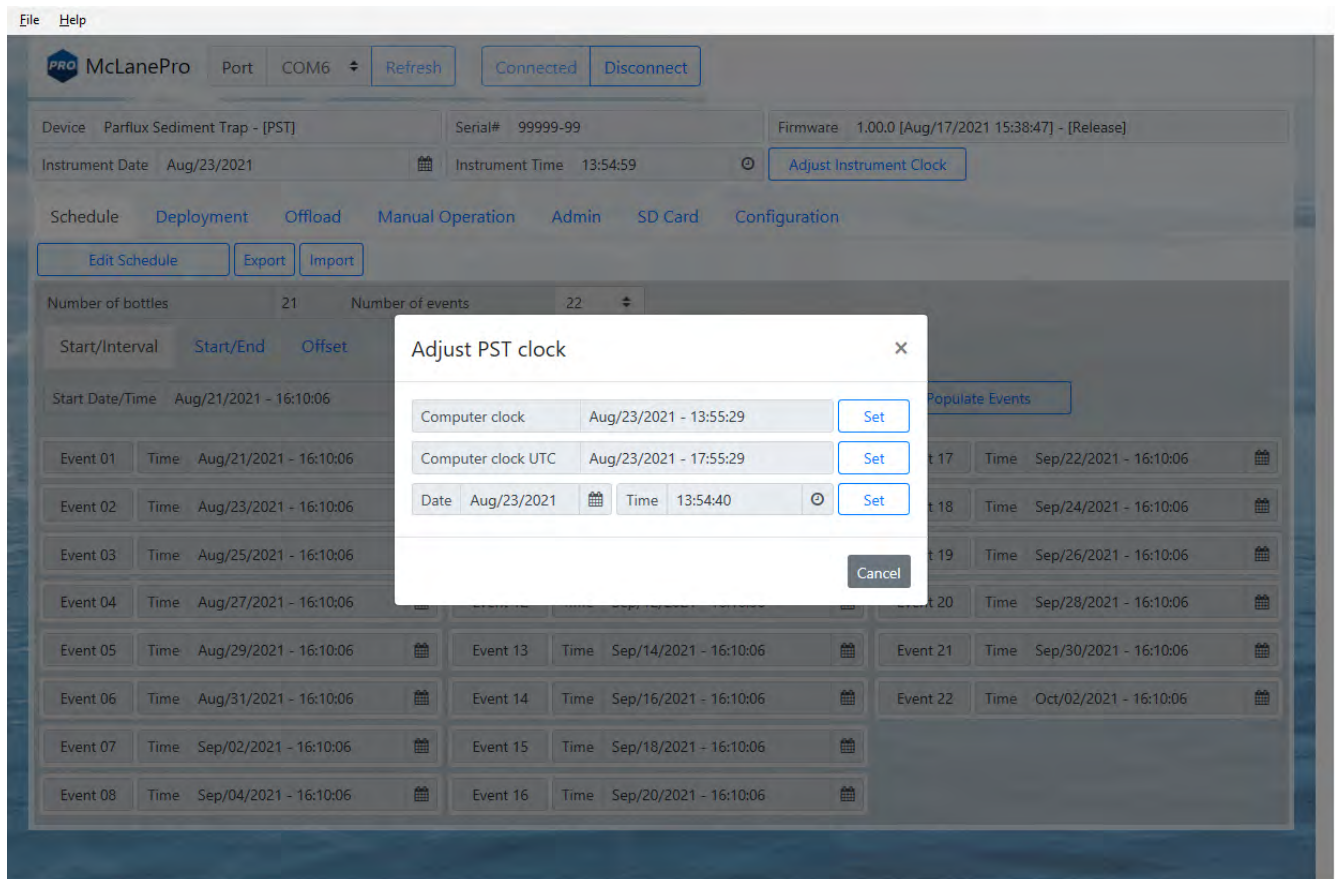 File Help
PRO McLanePro Port COM6 Refresh Connected Disconnect
Device Parflux Sediment Trap - [PST] Serial# 99999-99 Firmware 1.00.0 [Aug/17/2021 15:38:47] - [Release]
Instrument Date Aug/23/2021 Instrument Time 13:54:59 Adjust Instrument Clock
Schedule Deployment Offload Manual Operation Admin SD Card Configuration
Edit Schedule Export Import
Number of bottles 21 Number of events 22
Start/Interval Start/End Offset
Start Date/Time Aug/21/2021 - 16:10:06 Populate Events
Adjust PST clock ×
Computer clock Aug/23/2021 - 13:55:29 Set
Computer clock UTC Aug/23/2021 - 17:55:29 Set
Date Aug/23/2021 Time 13:54:40 Set
Cancel
Event 01 Time Aug/21/2021 - 16:10:06 t 17 Time Sep/22/2021 - 16:10:06
Event 02 Time Aug/23/2021 - 16:10:06 t 18 Time Sep/24/2021 - 16:10:06
Event 03 Time Aug/25/2021 - 16:10:06 t 19 Time Sep/26/2021 - 16:10:06
Event 04 Time Aug/27/2021 - 16:10:06 t 20 Time Sep/28/2021 - 16:10:06
Event 05 Time Aug/29/2021 - 16:10:06 Event 13 Time Sep/14/2021 - 16:10:06 Event 21 Time Sep/30/2021 - 16:10:06
Event 06 Time Aug/31/2021 - 16:10:06 Event 14 Time Sep/16/2021 - 16:10:06 Event 22 Time Oct/02/2021 - 16:10:06
Event 07 Time Sep/02/2021 - 16:10:06 Event 15 Time Sep/18/2021 - 16:10:06
Event 08 Time Sep/04/2021 - 16:10:06 Event 16 Time Sep/20/2021 - 16:10:06